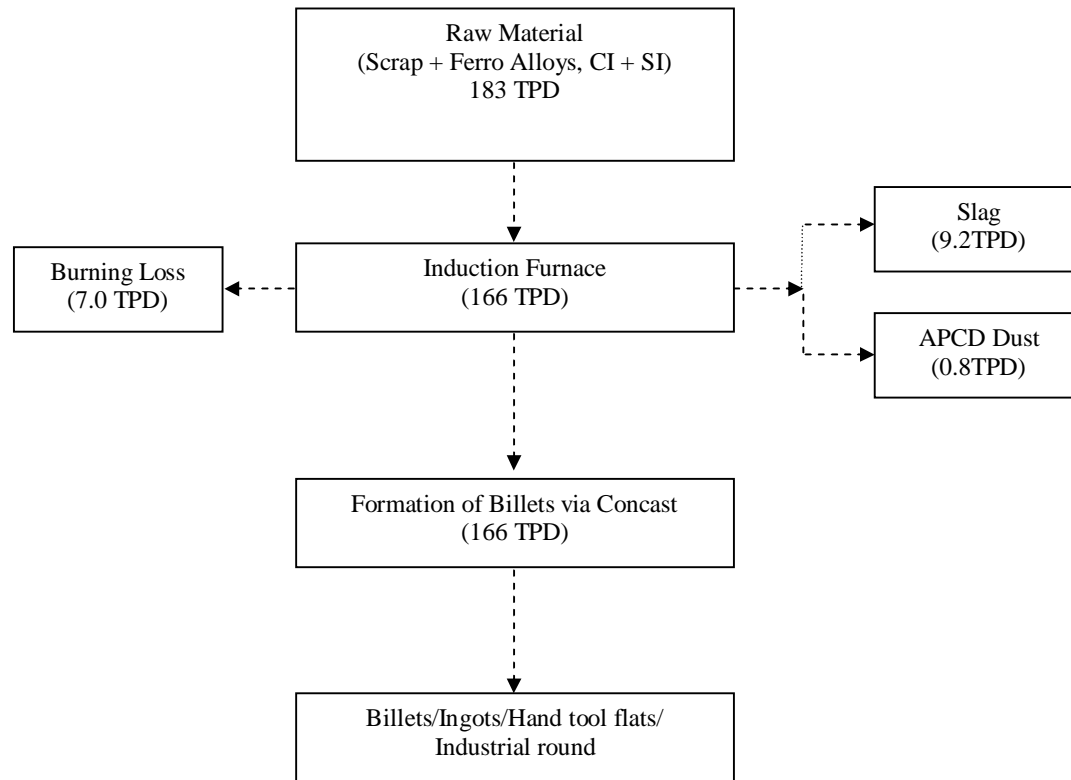 Raw Material
(Scrap + Ferro Alloys, CI + SI)
183 TPD
Slag
(9.2TPD)
Burning Loss
(7.0 TPD)
Induction Furnace
(166 TPD)
APCD Dust
(0.8TPD)
Formation of Billets via Concast
(166 TPD)
Billets/Ingots/Hand tool flats/
Industrial round